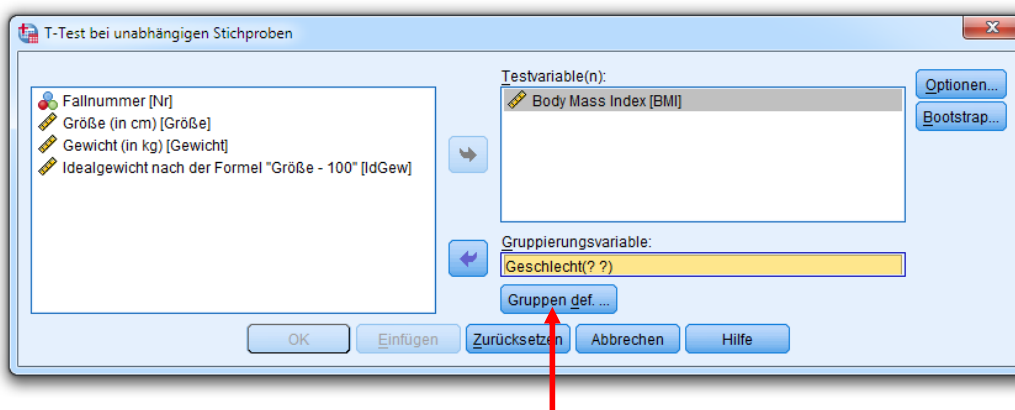 T-Test bei unabhängigen Stichproben
Fallnummer [Nr]
Größe (in cm) [Größe]
Gewicht (in kg) [Gewicht]
Idealgewicht nach der Formel "Größe - 100" [IdGew]
Testvariable(n):
Body Mass Index [BMI]
Optionen...
Bootstrap...
Gruppierungsvariable:
Geschlecht(? ?)
Gruppen def. ...
OK
Einfügen
Zurücksetzen
Abbrechen
Hilfe